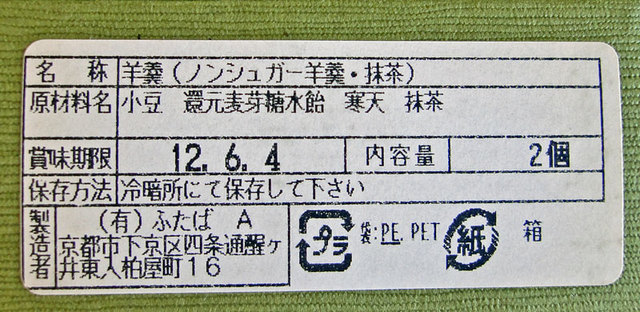 名 称 羊羹(ノンシュガー羊羹・抹茶)
原材料名 小豆 還元麦芽糖水飴 寒天 抹茶
賞味期限 12.6.4 内容量 2個
保存方法 冷暗所にて保存して下さい
製造者 (有)ふたば A
京都市下京区四条通醒ヶ
井東入柏屋町16
プラ 袋:PE.PET 紙 箱